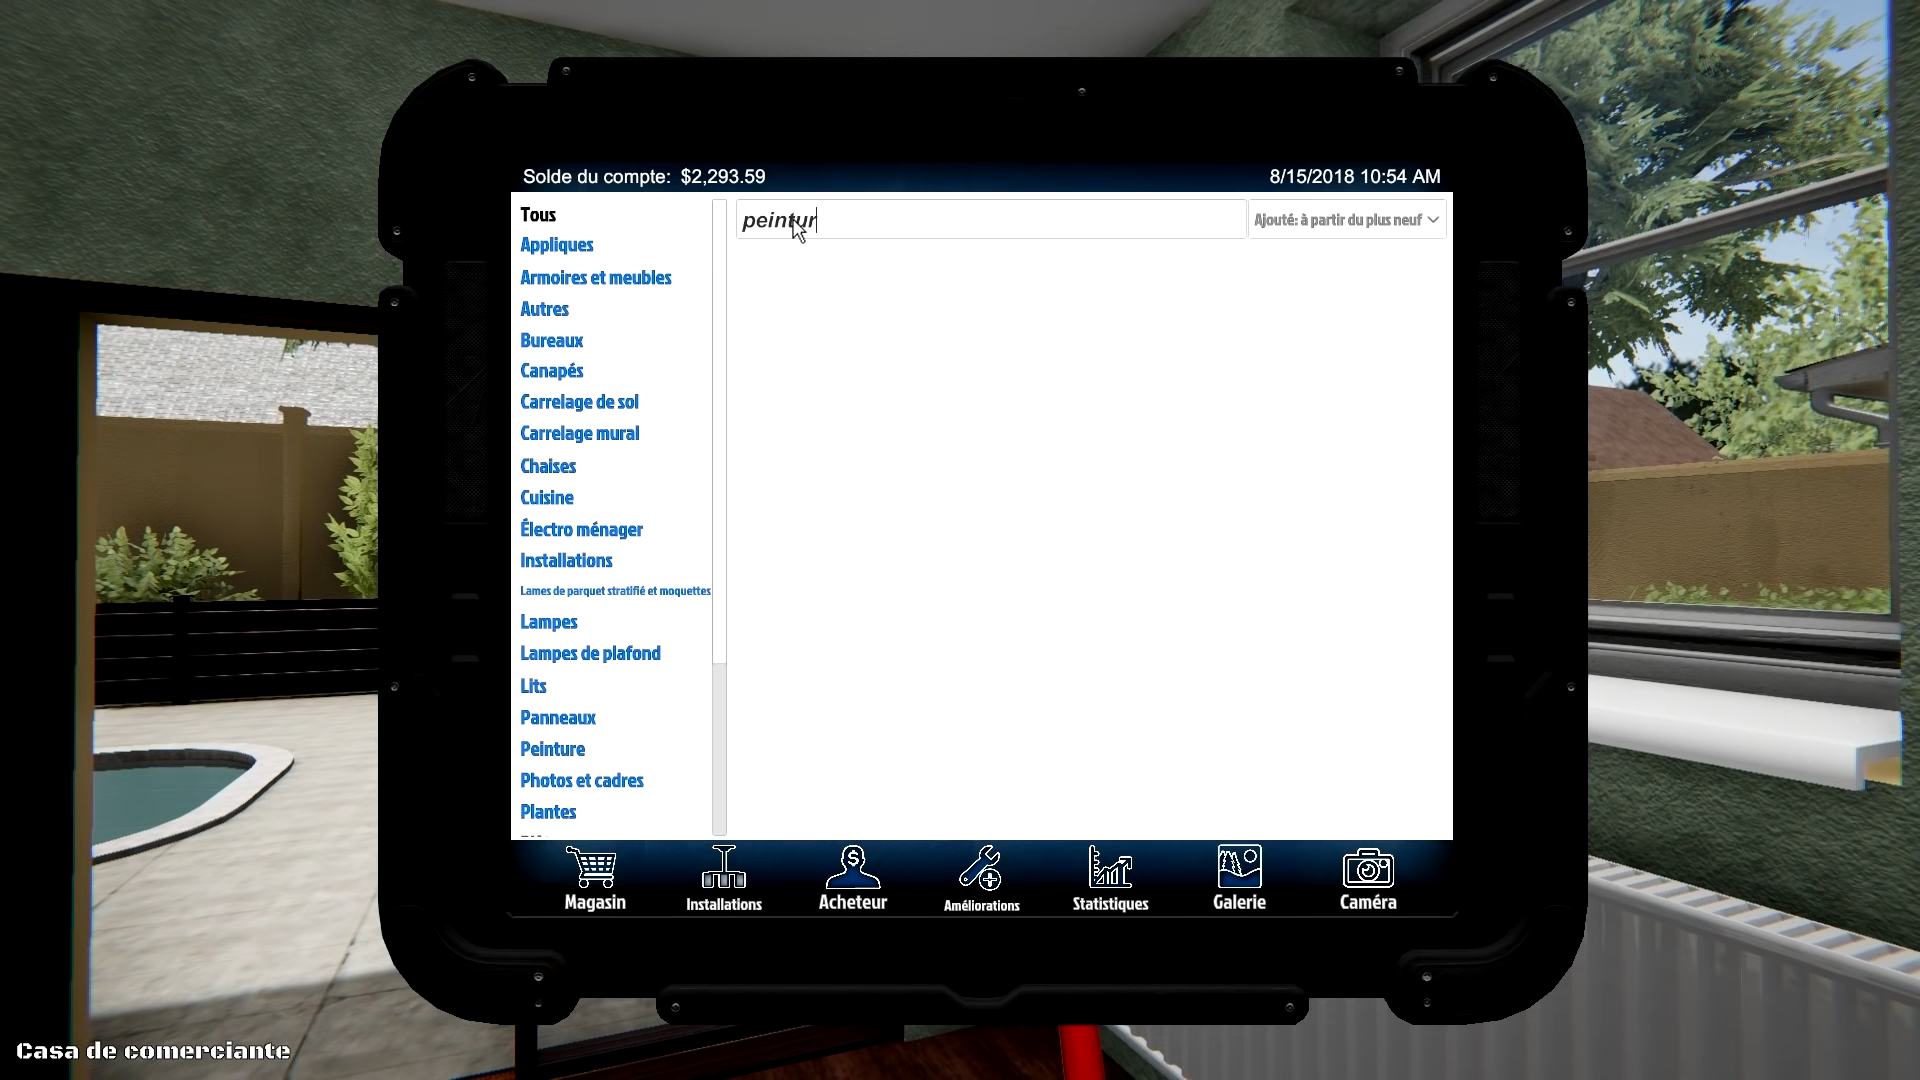 Solde du compte: $2,293.59
8/15/2018 10:54 AM
Tous
peintur
Ajouté: à partir du plus neuf
Appliques
Armoires et meubles
Autres
Bureaux
Canapés
Carrelage de sol
Carrelage mural
Chaises
Cuisine
Électro ménager
Installations
Lames de parquet stratifié et moquettes
Lampes
Lampes de plafond
Lits
Panneaux
Peinture
Photos et cadres
Plantes
Magasin
Installations
Acheteur
Améliorations
Statistiques
Galerie
Caméra
Casa de comerciante